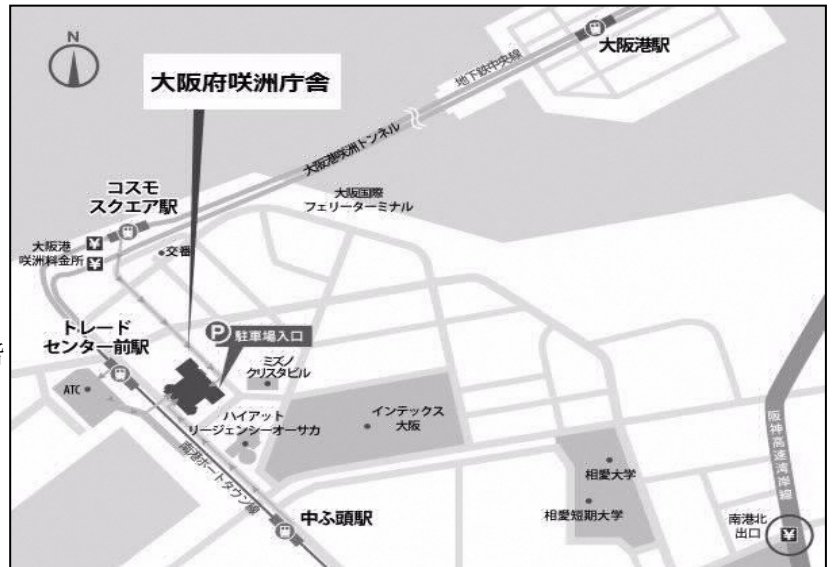 N
大阪府咲洲庁舎
大阪港駅
地下鉄中央線
大阪港咲洲トンネル
コスモ
スクエア駅
大阪国際
フェリーターミナル
大阪港
咲洲料金所
¥
¥
交番
トレード
センター前駅
P
駐車場入口
ミズノ
クリスタビル
ATC
ハイアット
リージェンシーオーサカ
インテックス
大阪
南港ポートタウン線
中ふ頭駅
相愛大学
相愛短期大学
阪神高速湾岸線
南港北
出口
¥